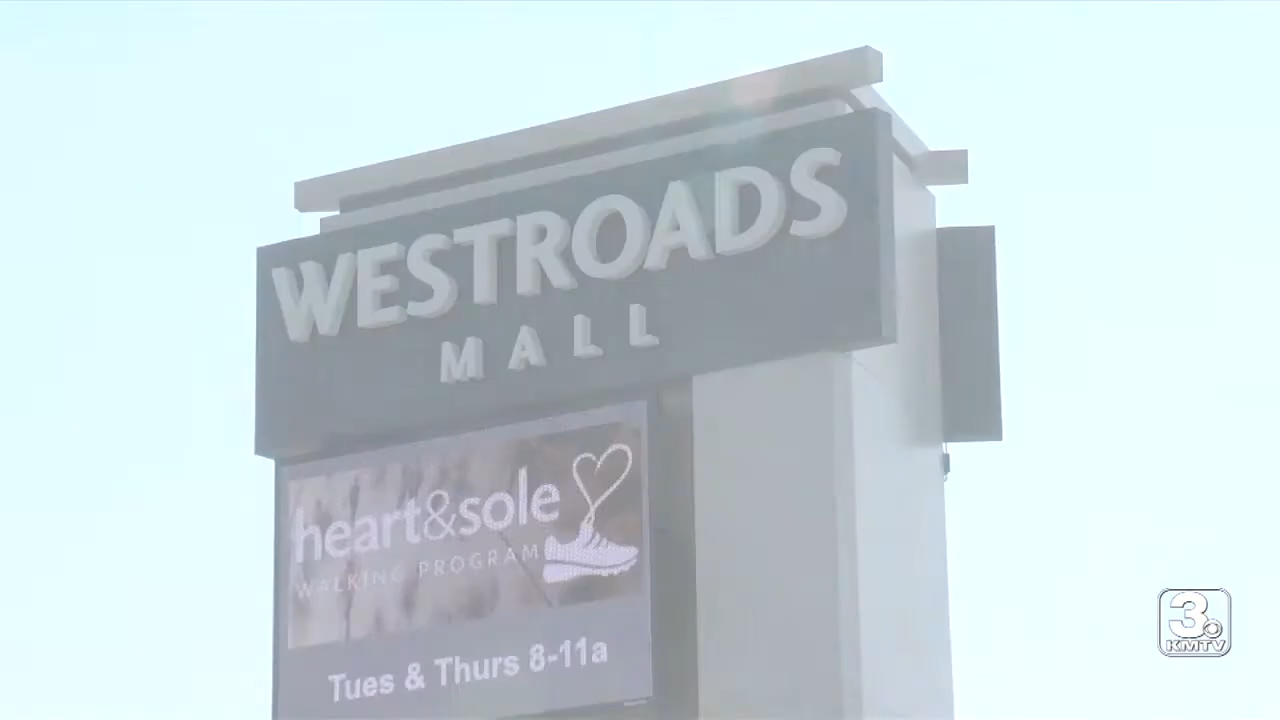 WESTROADS
MALL
heart&sole
WALKING PROGRAM
Tues & Thurs 8-11a
3
KMTV